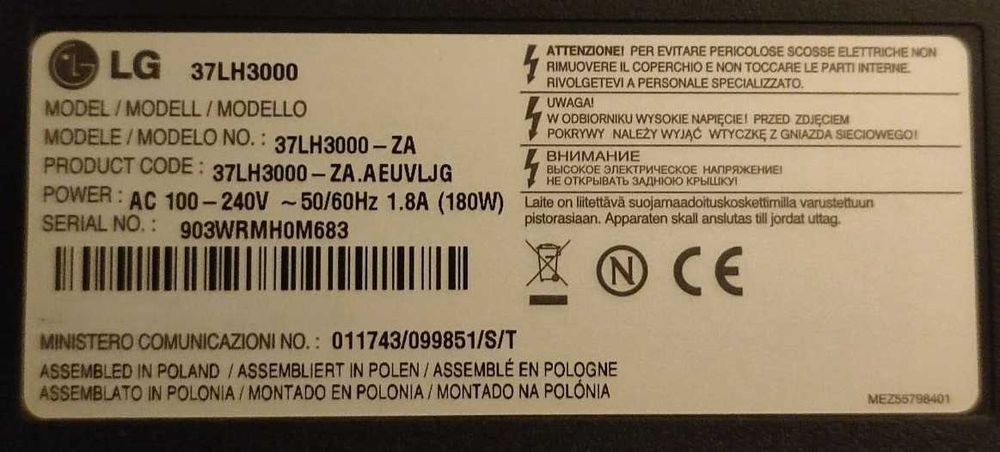 LG 37LH3000
MODEL / MODELL / MODELLO
MODELE / MODELO NO. : 37LH3000-ZA
PRODUCT CODE : 37LH3000-ZA.AEUVLJG
POWER : AC 100-240V ~50/60Hz 1.8A (180W)
SERIAL NO. : 903WRMH0M683
MINISTERO COMUNICAZIONI NO. : 011743/099851/S/T
ASSEMBLED IN POLAND / ASSEMBLIERT IN POLEN / ASSEMBLÉ EN POLOGNE
ASSEMBLATO IN POLONIA / MONTADO EN POLONIA / MONTADO NA POLÓNIA
ATTENZIONE! PER EVITARE PERICOLOSE SCOSSE ELETTRICHE NON
RIMUOVERE IL COPERCHIO E NON TOCCARE LE PARTI INTERNE.
RIVOLGETEVI A PERSONALE SPECIALIZZATO.
UWAGA!
W ODBIORNIKU WYSOKIE NAPIĘCIE! PRZED ZDJĘCIEM
POKRYWY NALEŻY WYJĄĆ WTYCZKĘ Z GNIAZDA SIECIOWEGO!
ВНИМАНИЕ
ВЫСОКОЕ ЭЛЕКТРИЧЕСКОЕ НАПРЯЖЕНИЕ!
НЕ ОТКРЫВАТЬ ЗАДНЮЮ КРЫШКУ!
Laite on liitettävä suojamaadoituskoskettimilla varustettuun
pistorasiaan. Apparaten skall anslutas till jordat uttag.
N CE
MEZ55798401